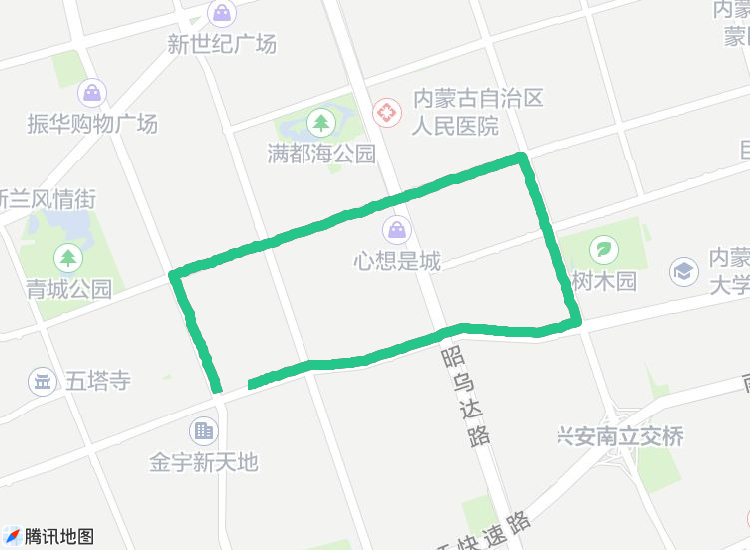 新世纪广场
内蒙
蒙
振华购物广场
内蒙古自治区
人民医院
满都海公园
兰风情街
心想是城
青城公园
树木园
内蒙
大学
五塔寺
昭乌达路
兴安南立交桥
金宇新天地
快速路
腾讯地图